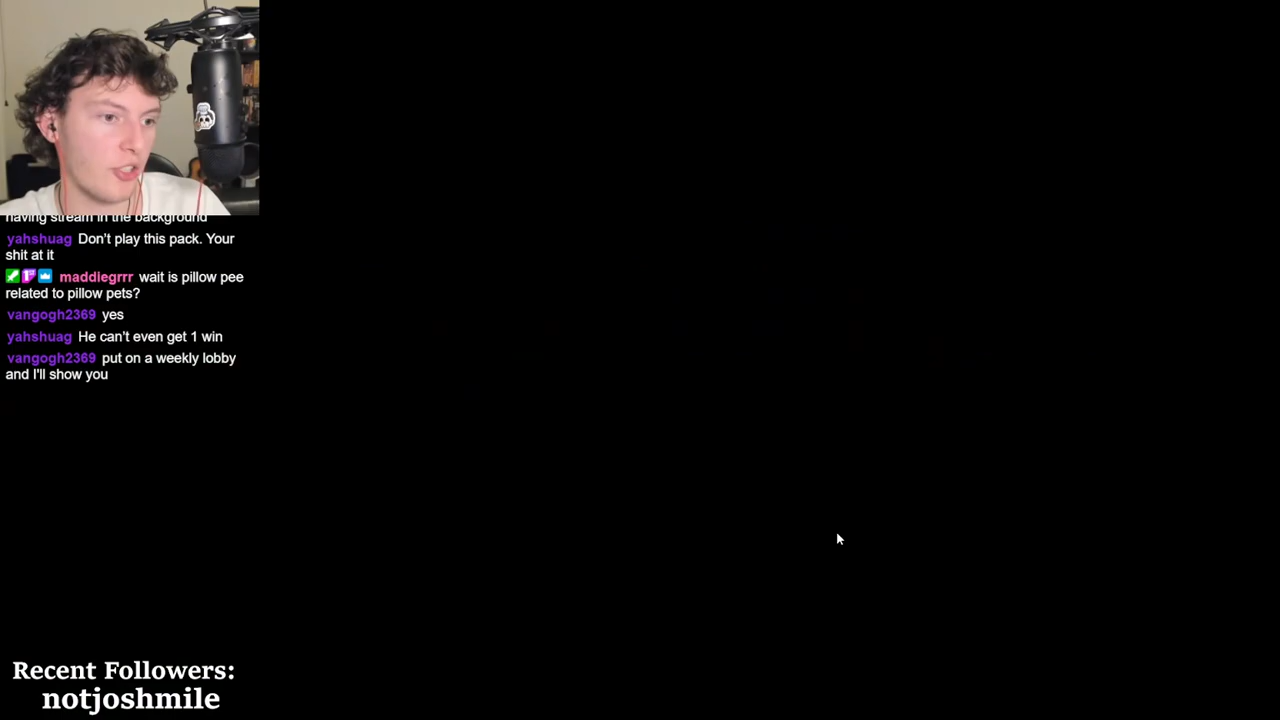 having stream in the background
yahshuag Don't play this pack. Your
shit at it
maddiegrrr wait is pillow pee
related to pillow pets?
vangogh2369 yes
yahshuag He can't even get 1 win
vangogh2369 put on a weekly lobby
and I'll show you
Recent Followers:
notjoshmile